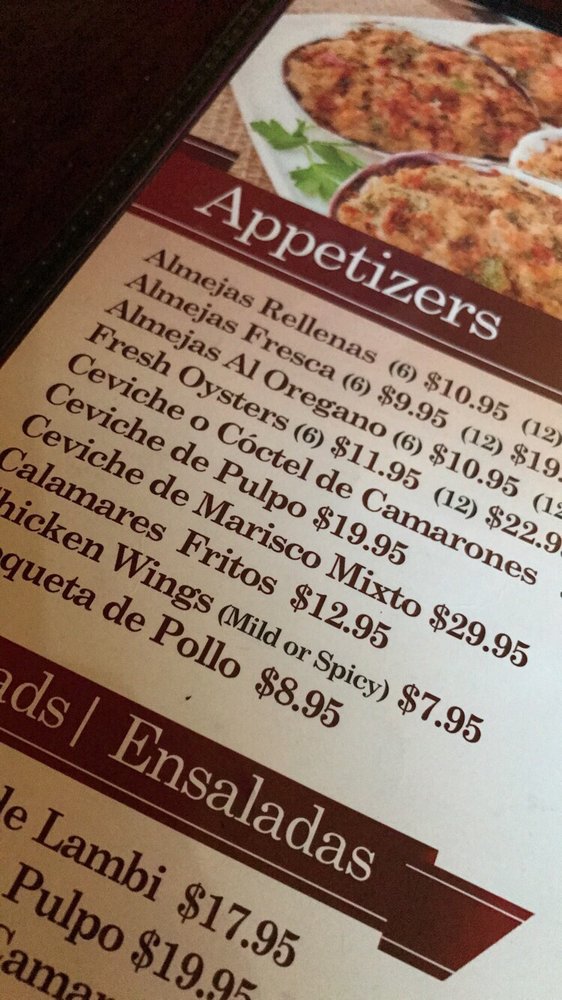 Appetizers
Almejas Rellenas (6) $10.95 (12)
Almejas Fresca (6) $9.95 (12) $19.
Almejas Al Oregano (6) $10.95 (12
Fresh Oysters (6) $11.95 (12) $22.9
Ceviche o Cóctel de Camarones
Ceviche de Pulpo $19.95
Ceviche de Marisco Mixto $29.95
Calamares Fritos $12.95
hicken Wings (Mild or Spicy) $7.95
queta de Pollo $8.95
ads | Ensaladas
de Lambi $17.95
Pulpo $19.95
Camar